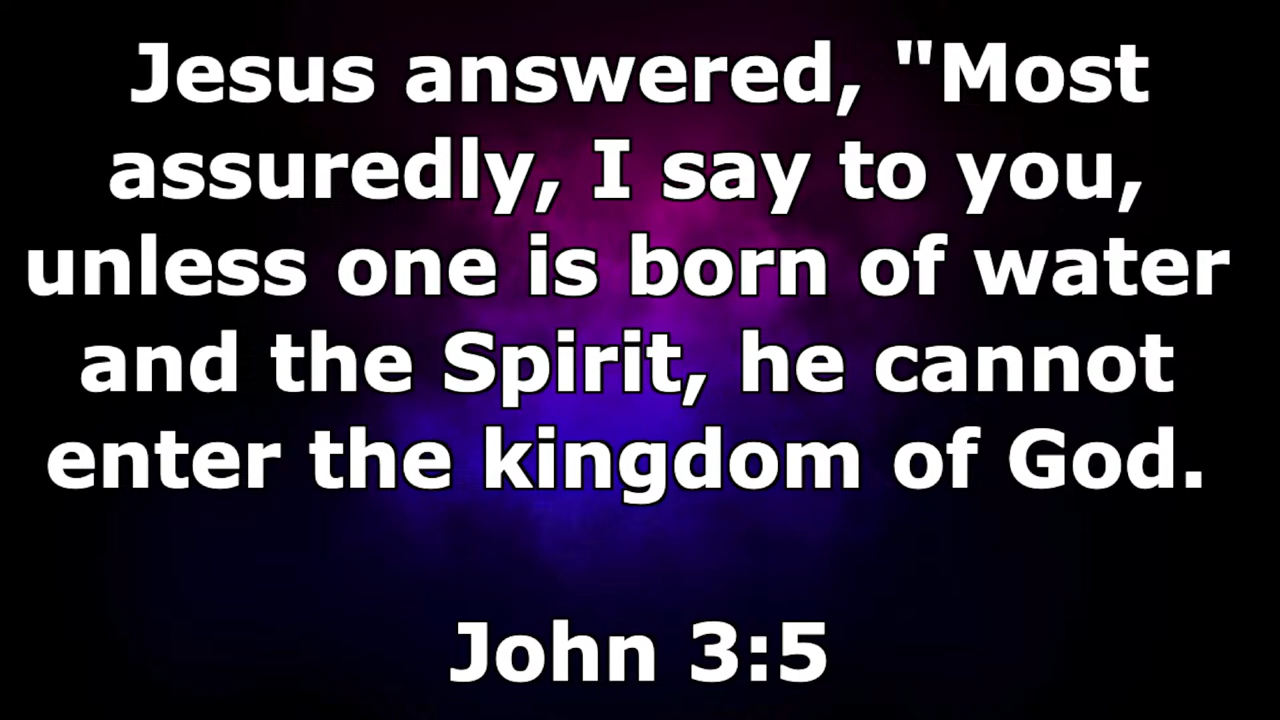 Jesus answered, "Most
assuredly, I say to you,
unless one is born of water
and the Spirit, he cannot
enter the kingdom of God.
John 3:5